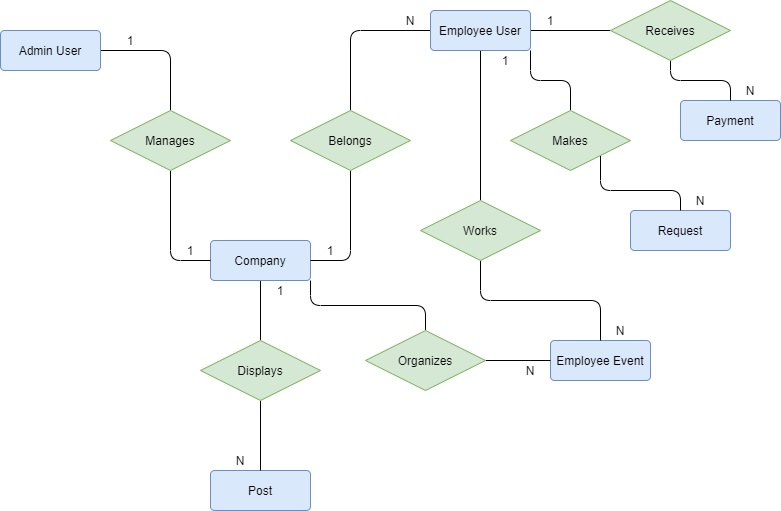 N
Employee User
1
Receives
Admin User
1
1
N
Payment
Manages
Belongs
Makes
N
Works
Request
1
Company
1
1
N
Displays
Organizes
N
Employee Event
N
Post